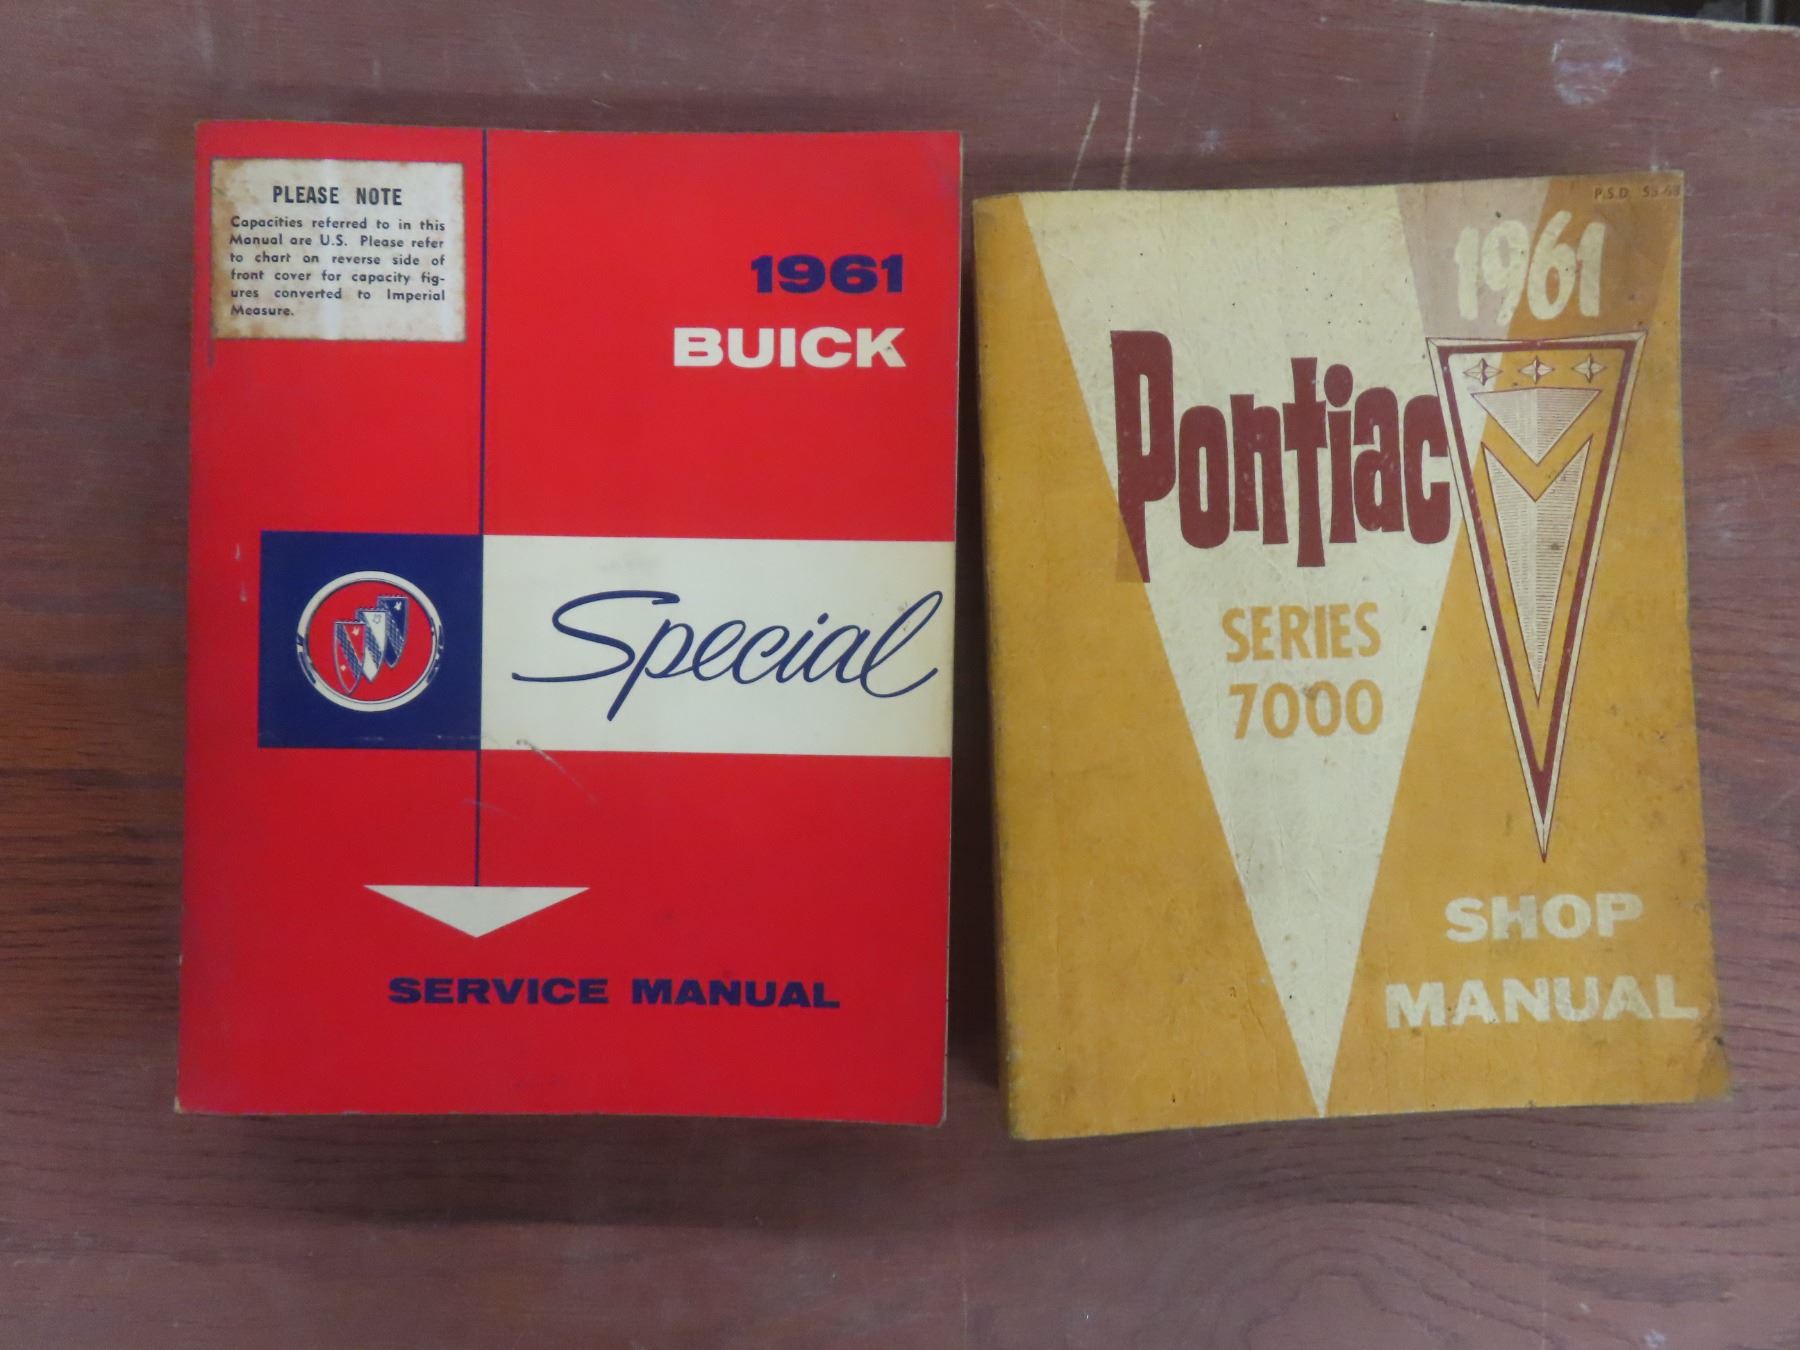 PLEASE NOTE
Capacities referred to in this
Manual are U.S. Please refer
to chart on reverse side of
front cover for capacity fig-
ures converted to Imperial
Measure.
1961
BUICK
Special
SERVICE MANUAL
P.S.D.
1961
Pontiac
SERIES
7000
SHOP
MANUAL